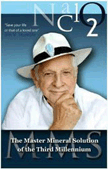 NaClO2
"Save your life
or that of a loved one"
The Master Mineral Solution
of the Third Millennium
MMS